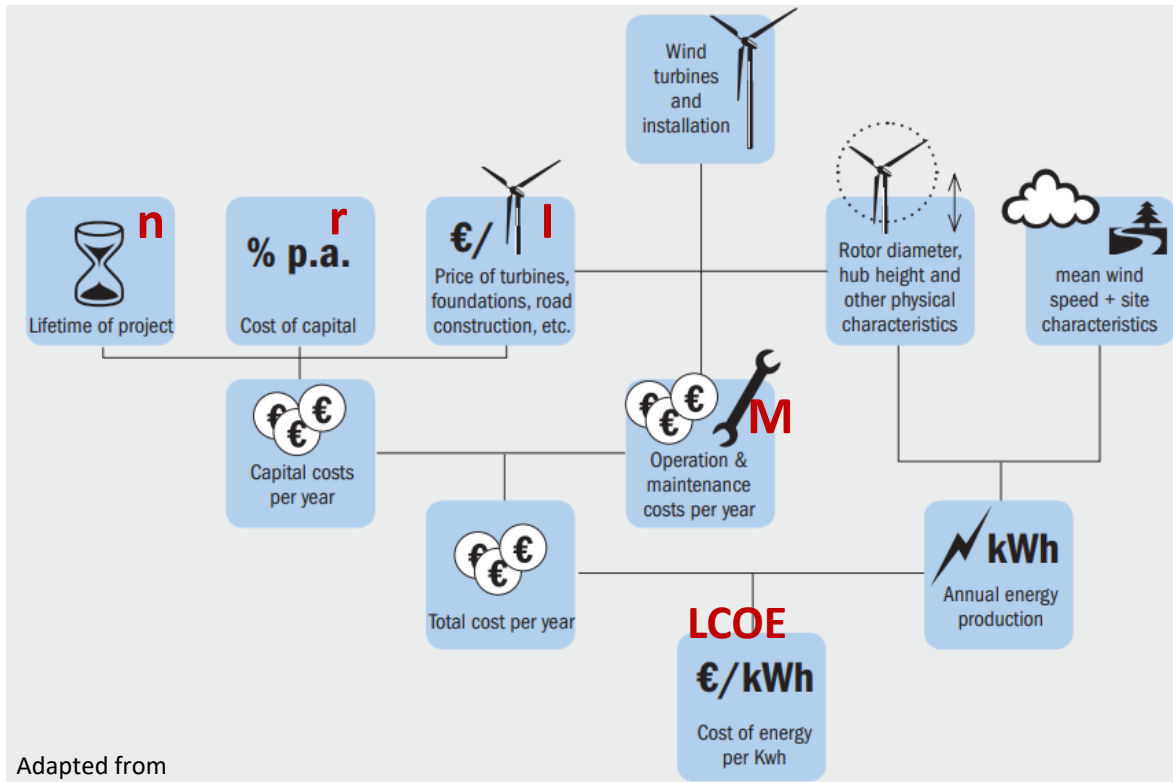 Wind
turbines
and
installation
n
Lifetime of project
r
% p.a.
Cost of capital
I
€/
Price of turbines,
foundations, road
construction, etc.
Rotor diameter,
hub height and
other physical
characteristics
mean wind
speed + site
characteristics
€
€
€
Capital costs
per year
€
€
€
M
Operation &
maintenance
costs per year
€
€
€
Total cost per year
kWh
Annual energy
production
LCOE
€/kWh
Cost of energy
per Kwh
Adapted from